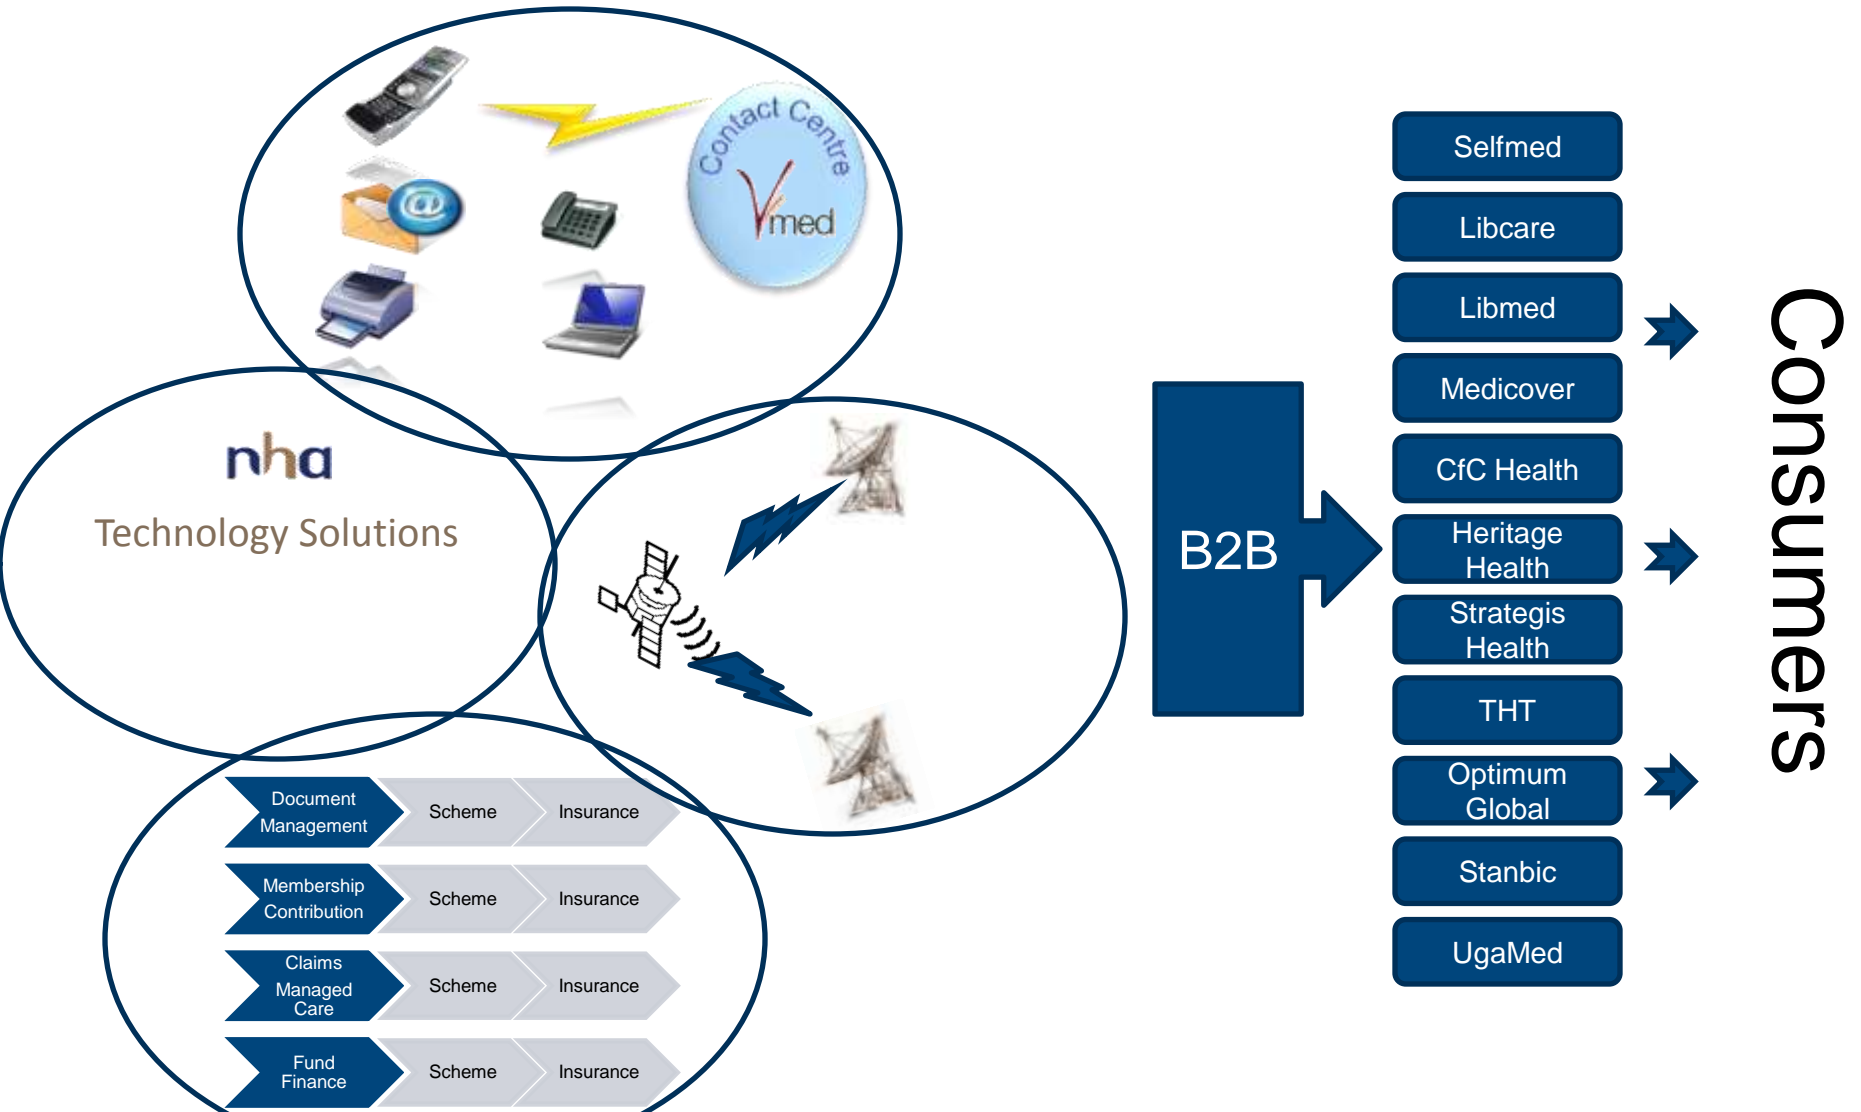 Contact Centre
Vmed
nha
Technology Solutions
Document
Management
Scheme
Insurance
Membership
Contribution
Scheme
Insurance
Claims
Managed
Care
Scheme
Insurance
Fund
Finance
Scheme
Insurance
B2B
Selfmed
Libcare
Libmed
Medicover
CfC Health
Heritage
Health
Strategis
Health
THT
Optimum
Global
Stanbic
UgaMed
Consumers